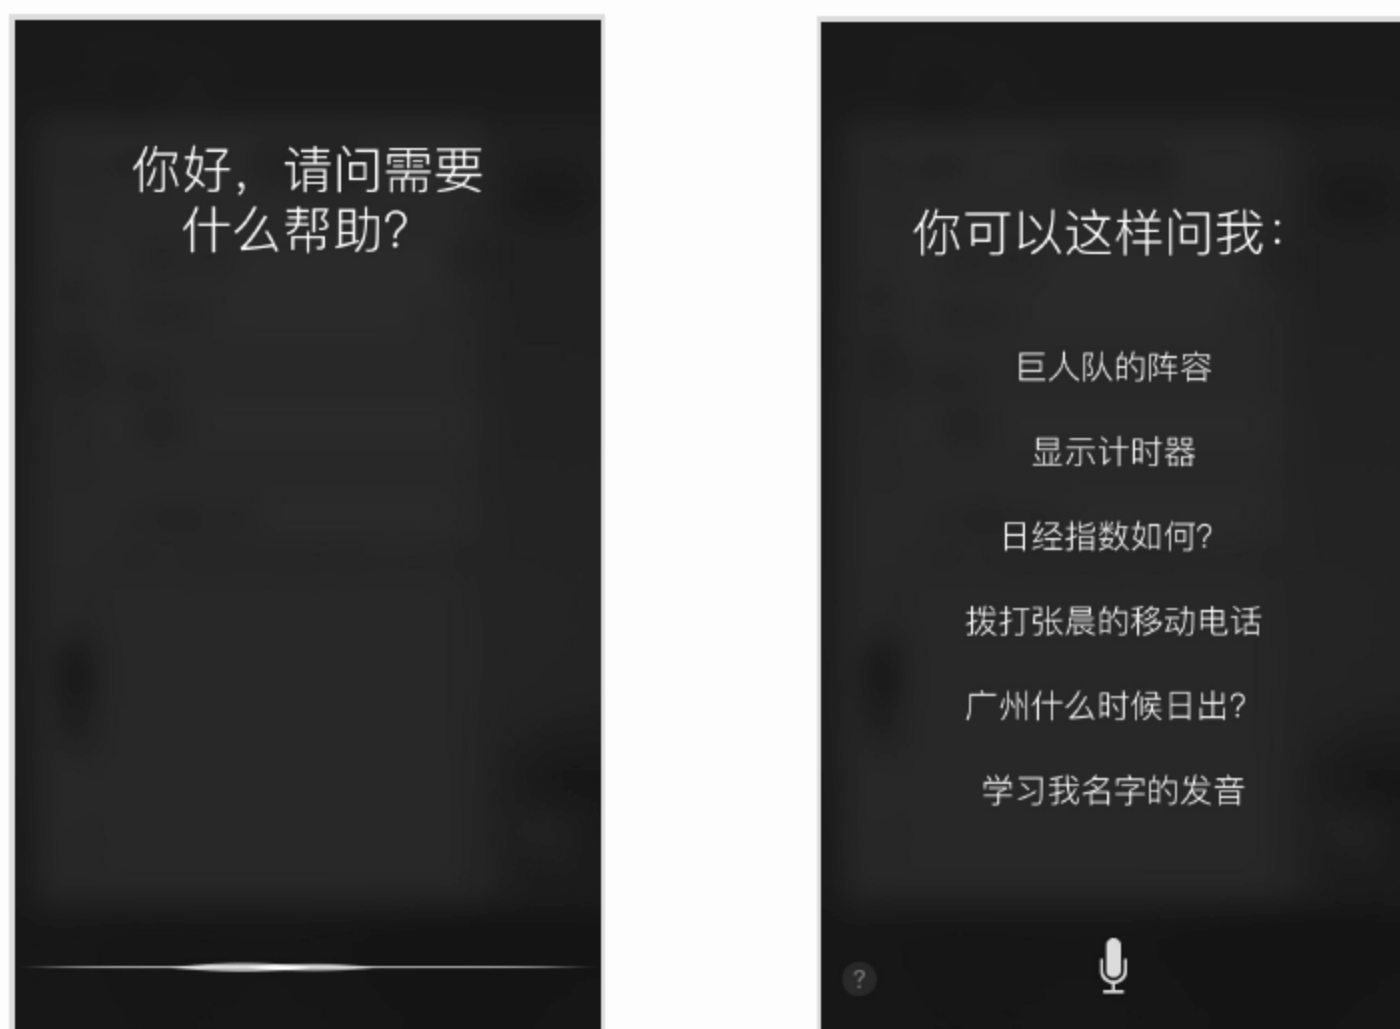 你好，请问需要
什么帮助？
你可以这样问我：
巨人队的阵容
显示计时器
日经指数如何？
拨打张晨的移动电话
广州什么时候日出？
学习我名字的发音
?